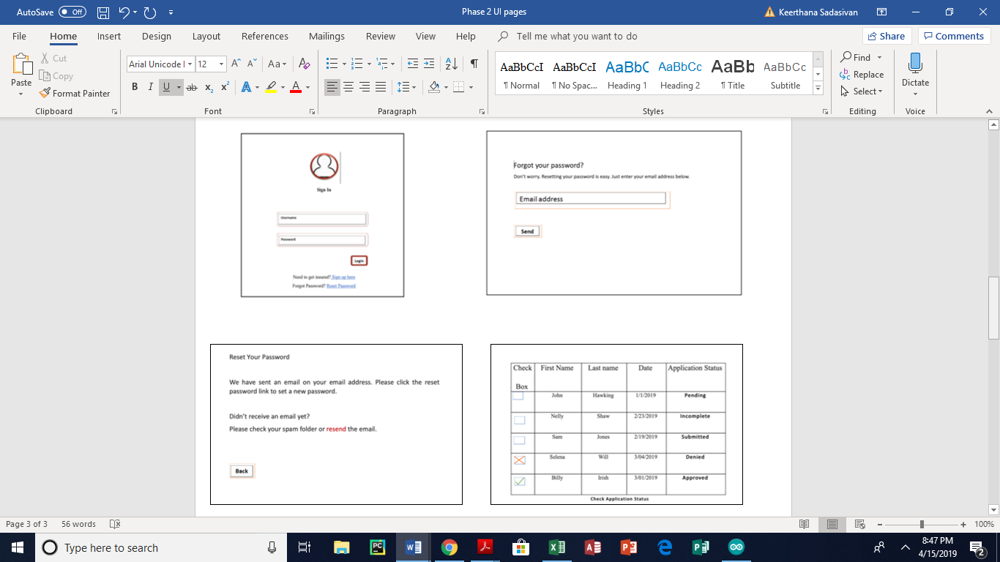 AutoSave Off
Phase 2 UI pages
Keerthana Sadasivan
File Home Insert Design Layout References Mailings Review View Help Tell me what you want to do
Share Comments
Paste
Cut
Copy
Format Painter
Clipboard
Arial Unicode 12
Aa
B I U ab x₂ x² A A
Font
Paragraph
AaBbCcI AaBbCcI AaBbC AaBbCc AaBb AaBbCc
¶ Normal ¶ No Spac... Heading 1 Heading 2 ¶ Title Subtitle
Styles
Find
Replace
Select
Editing
Dictate
Voice
Sign In
Username
Password
Login
Need to get insured? Sign up here
Forgot Password? Reset Password
Forgot your password?
Don't worry. Resetting your password is easy. Just enter your email address below.
Email address
Send
Reset Your Password
We have sent an email on your email address. Please click the reset
password link to set a new password.
Didn't receive an email yet?
Please check your spam folder or resend the email.
Back
Check Box First Name Last name Date Application Status
John Hawking 1/1/2019 Pending
Nelly Shaw 2/23/2019 Incomplete
Sam Jones 2/19/2019 Submitted
Selena Will 3/04/2019 Denied
Billy Irish 3/01/2019 Approved
Check Application Status
Page 3 of 3 56 words
100%
Type here to search
8:47 PM
4/15/2019
2